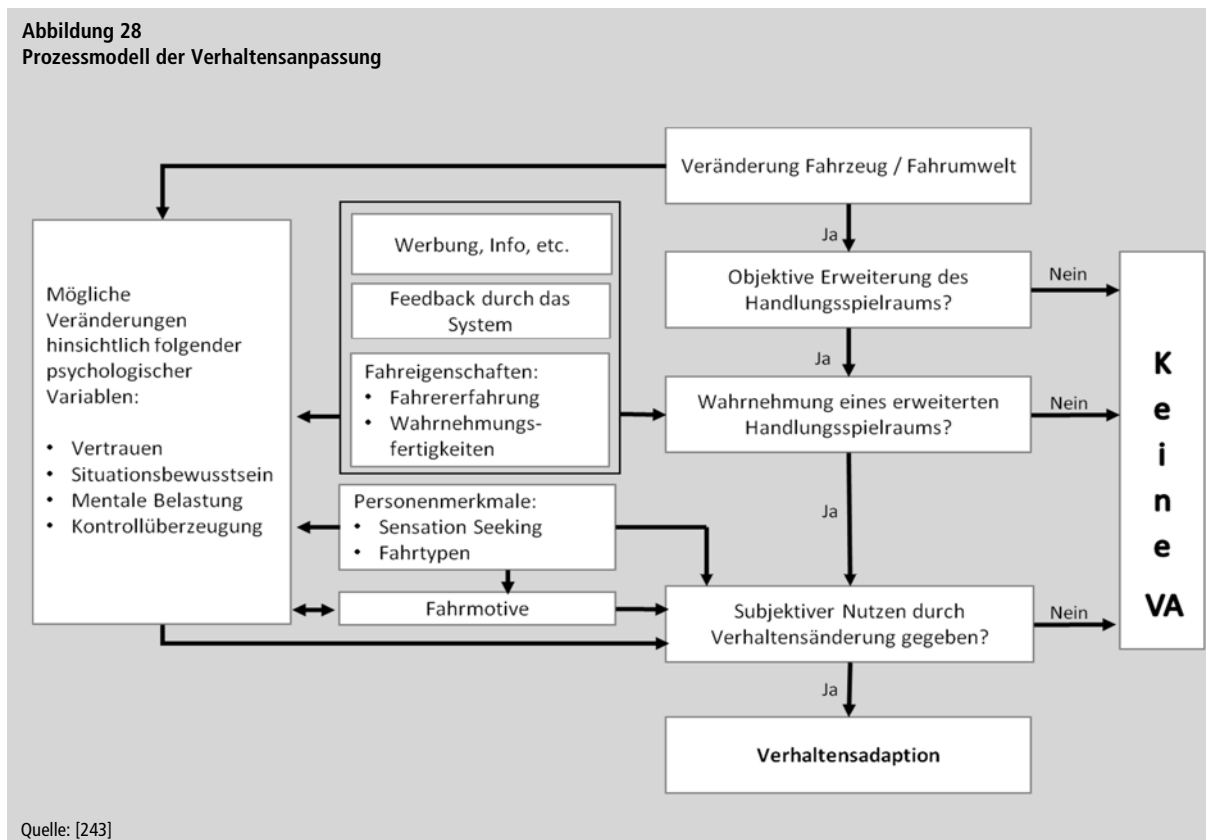 Abbildung 28
Prozessmodell der Verhaltensanpassung
Veränderung Fahrzeug / Fahrumwelt
Ja
Objektive Erweiterung des
Handlungsspielraums?
Nein
Ja
Wahrnehmung eines erweiterten
Handlungsspielraums?
Nein
Ja
Subjektiver Nutzen durch
Verhaltensänderung gegeben?
Nein
Ja
Verhaltensadaption
Keine
VA
Werbung, Info, etc.
Feedback durch das
System
Fahreigenschaften:
• Fahrererfahrung
• Wahrnehmungs-
fertigkeiten
Personenmerkmale:
• Sensation Seeking
• Fahrtypen
Fahrmotive
Mögliche
Veränderungen
hinsichtlich folgender
psychologischer
Variablen:
• Vertrauen
• Situationsbewusstsein
• Mentale Belastung
• Kontrollüberzeugung
Quelle: [243]